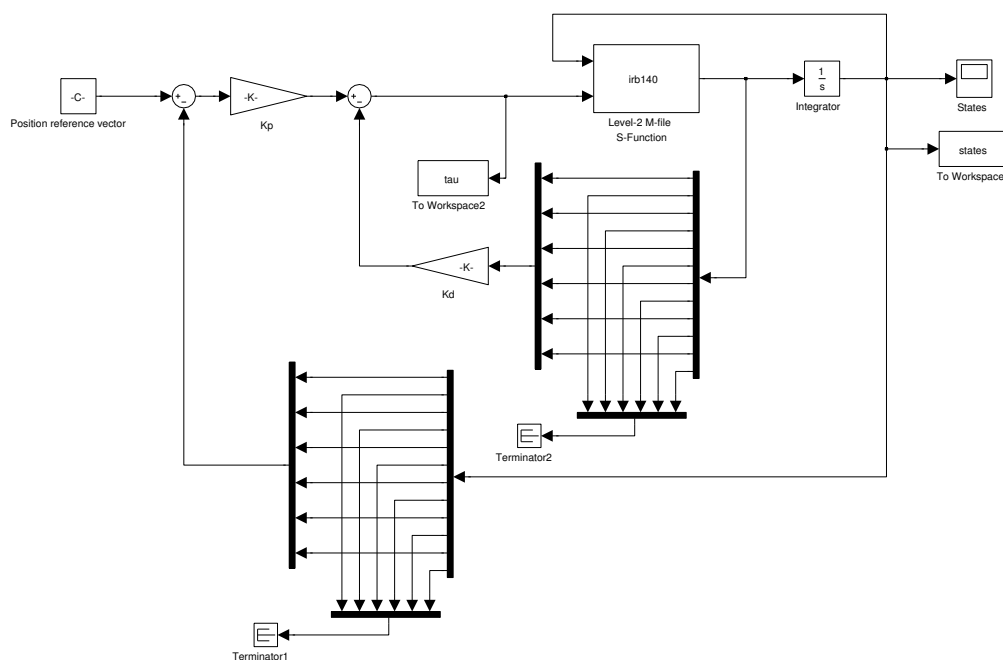 -C-
Position reference vector
+
−
-K-
Kp
+
−
irb140
Level-2 M-file
S-Function
1
s
Integrator
States
states
To Workspace
tau
To Workspace2
-K-
Kd
Terminator2
Terminator1